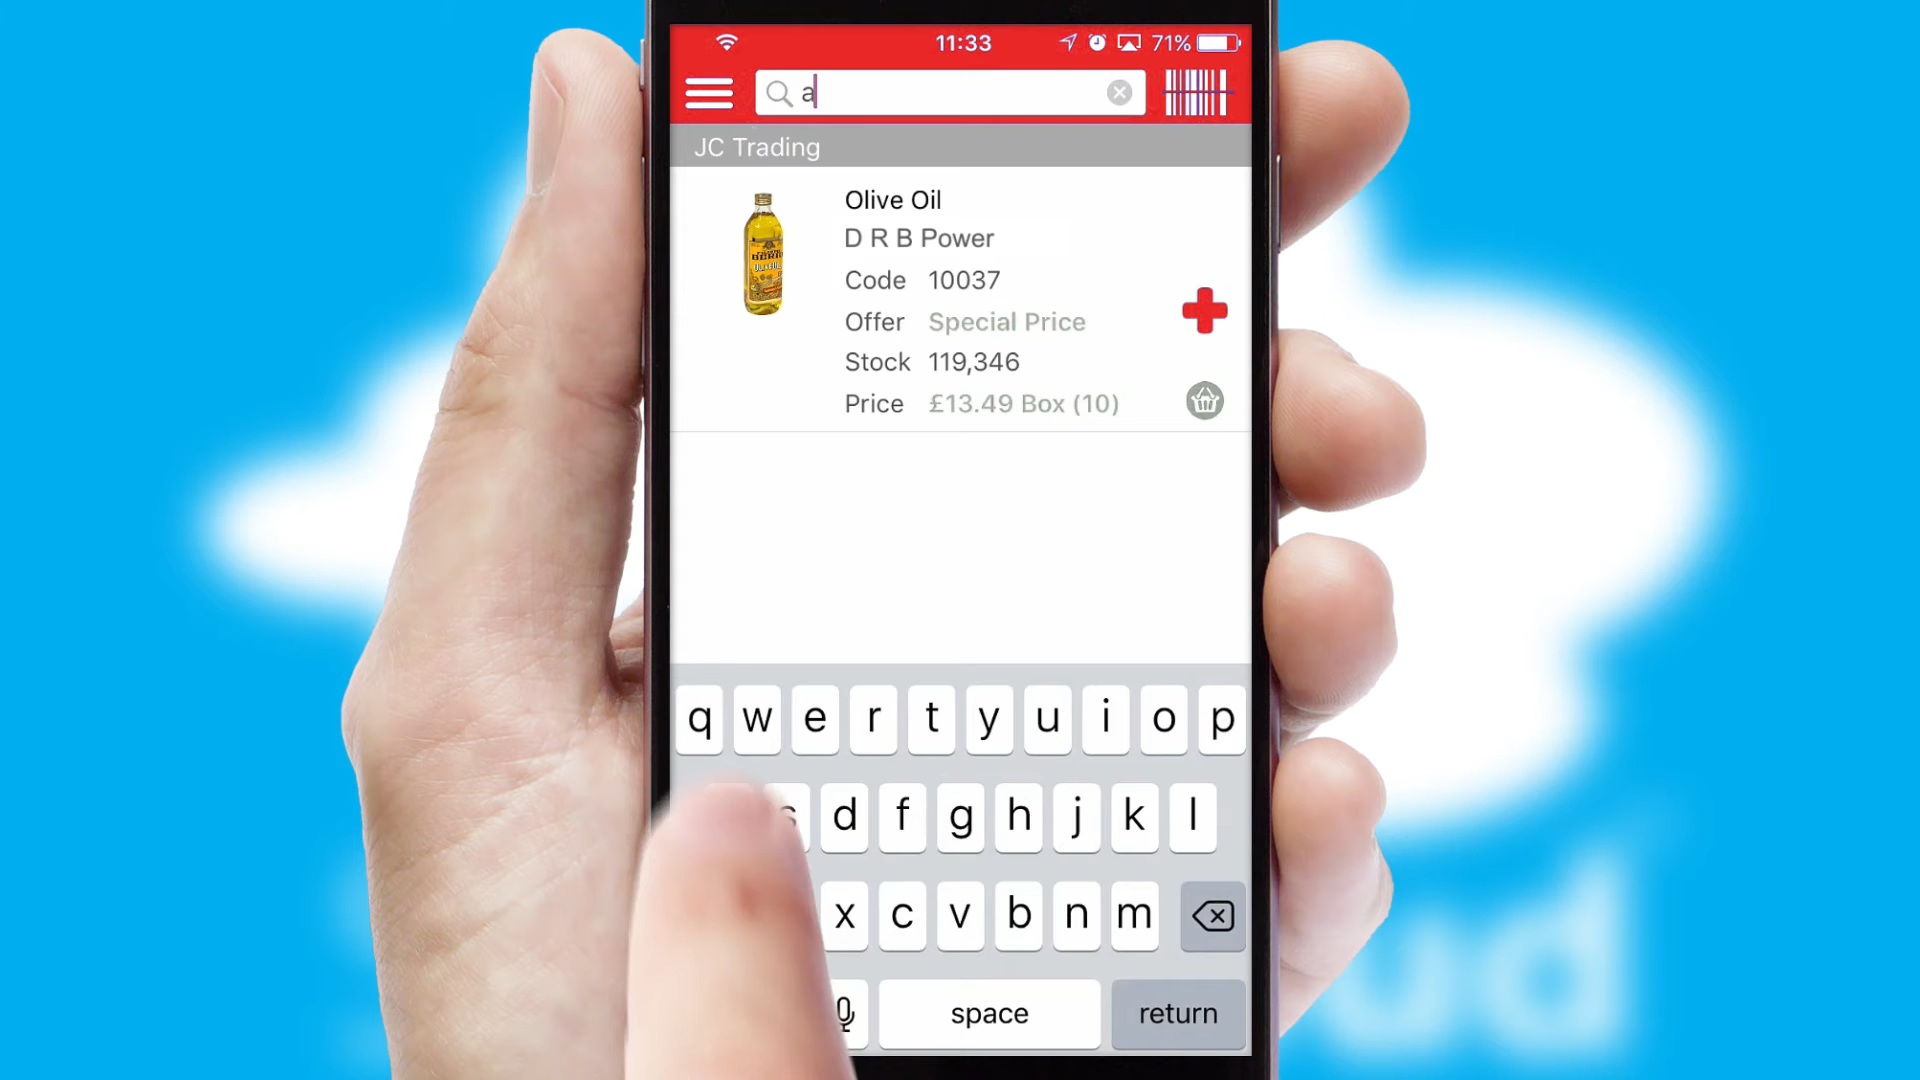 11:33
71%
a
JC Trading
Olive Oil
D R B Power
Code 10037
Offer Special Price
Stock 119,346
Price £13.49 Box (10)
q w e r t y u i o p
s d f g h j k l
x c v b n m
space return
ud